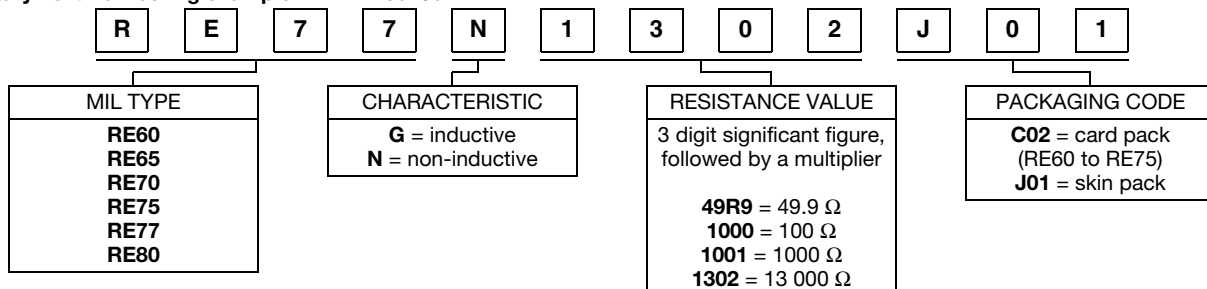 R E 7 7 N 1 3 0 2 J 0 1
MIL TYPE
RE60
RE65
RE70
RE75
RE77
RE80
CHARACTERISTIC
G = inductive
N = non-inductive
RESISTANCE VALUE
3 digit significant figure,
followed by a multiplier
49R9 = 49.9 Ω
1000 = 100 Ω
1001 = 1000 Ω
1302 = 13 000 Ω
PACKAGING CODE
C02 = card pack
(RE60 to RE75)
J01 = skin pack